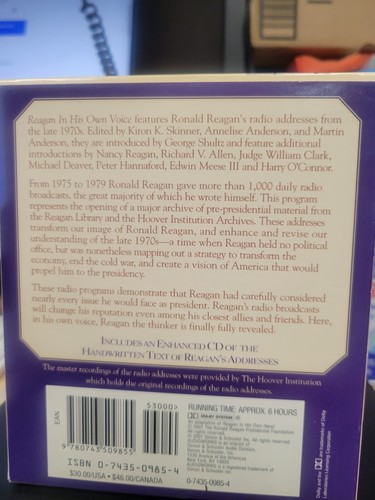 Reagan In His Own Voice features Ronald Reagan's radio addresses from
the late 1970s. Edited by Kiron K. Skinner, Annelise Anderson, and Martin
Anderson, they are introduced by George Shultz and feature additional
introductions by Nancy Reagan, Richard V. Allen, Judge William Clark,
Michael Deaver, Peter Hannaford, Edwin Meese III and Harry O'Connor.
From 1975 to 1979 Ronald Reagan gave more than 1,000 daily radio
broadcasts, the great majority of which he wrote himself. This program
represents the opening of a major archive of pre-presidential material from
the Reagan Library and the Hoover Institution Archives. These addresses
transform our image of Ronald Reagan, and enhance and revise our
understanding of the late 1970s—a time when Reagan held no political
office, but was nonetheless mapping out a strategy to transform the
economy, end the cold war, and create a vision of America that would
propel him to the presidency.
These radio programs demonstrate that Reagan had carefully considered
nearly every issue he would face as president. Reagan's radio broadcasts
will change his reputation even among his closest allies and friends. Here,
in his own voice, Reagan the thinker is finally fully revealed.
INCLUDES AN ENHANCED CD OF THE
HANDWRITTEN TEXT OF REAGAN'S ADDRESSES
The master recordings of the radio addresses were provided by The Hoover Institution
which holds the original recordings of the radio addresses.
EAN
53000>
9 780743 509855
ISBN 0-7435-0985-4
$30.00/USA • $46.00/CANADA
RUNNING TIME: APPROX. 6 HOURS
DOLBY SYSTEM
0-7435-0985-4